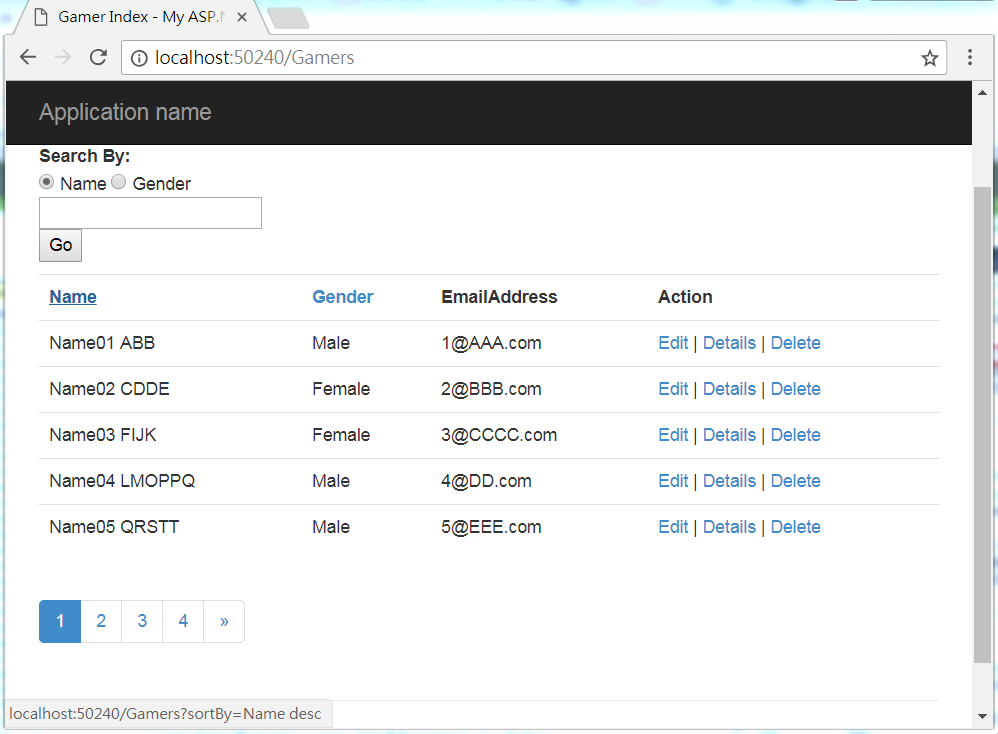 Gamer Index - My ASP.N
localhost:50240/Gamers
Application name
Search By:
Name Gender
Go
Name Gender EmailAddress Action
Name01 ABB Male 1@AAA.com Edit | Details | Delete
Name02 CDDE Female 2@BBB.com Edit | Details | Delete
Name03 FIJK Female 3@CCCC.com Edit | Details | Delete
Name04 LMOPPQ Male 4@DD.com Edit | Details | Delete
Name05 QRSTT Male 5@EEE.com Edit | Details | Delete
1 2 3 4 »
localhost:50240/Gamers?sortBy=Name desc